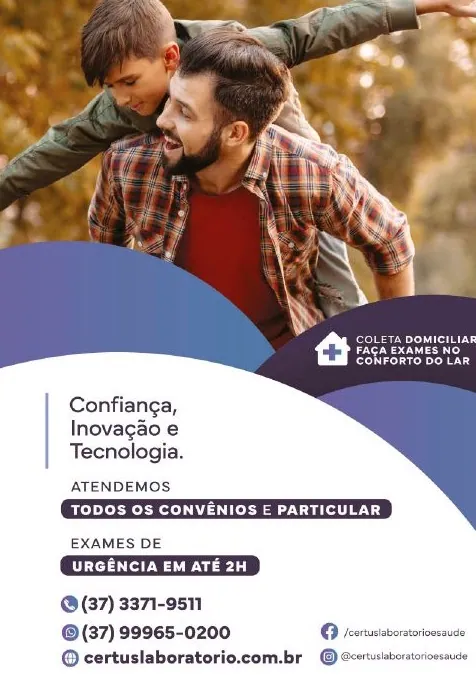 COLETA DOMICILIAR
FAÇA EXAMES NO
CONFORTO DO LAR
Confiança,
Inovação e
Tecnologia.
ATENDEMOS
TODOS OS CONVÊNIOS E PARTICULAR
EXAMES DE
URGÊNCIA EM ATÉ 2H
(37) 3371-9511
(37) 99965-0200
certuslaboratorio.com.br
/certuslaboratorioesaude
@certuslaboratorioesaude